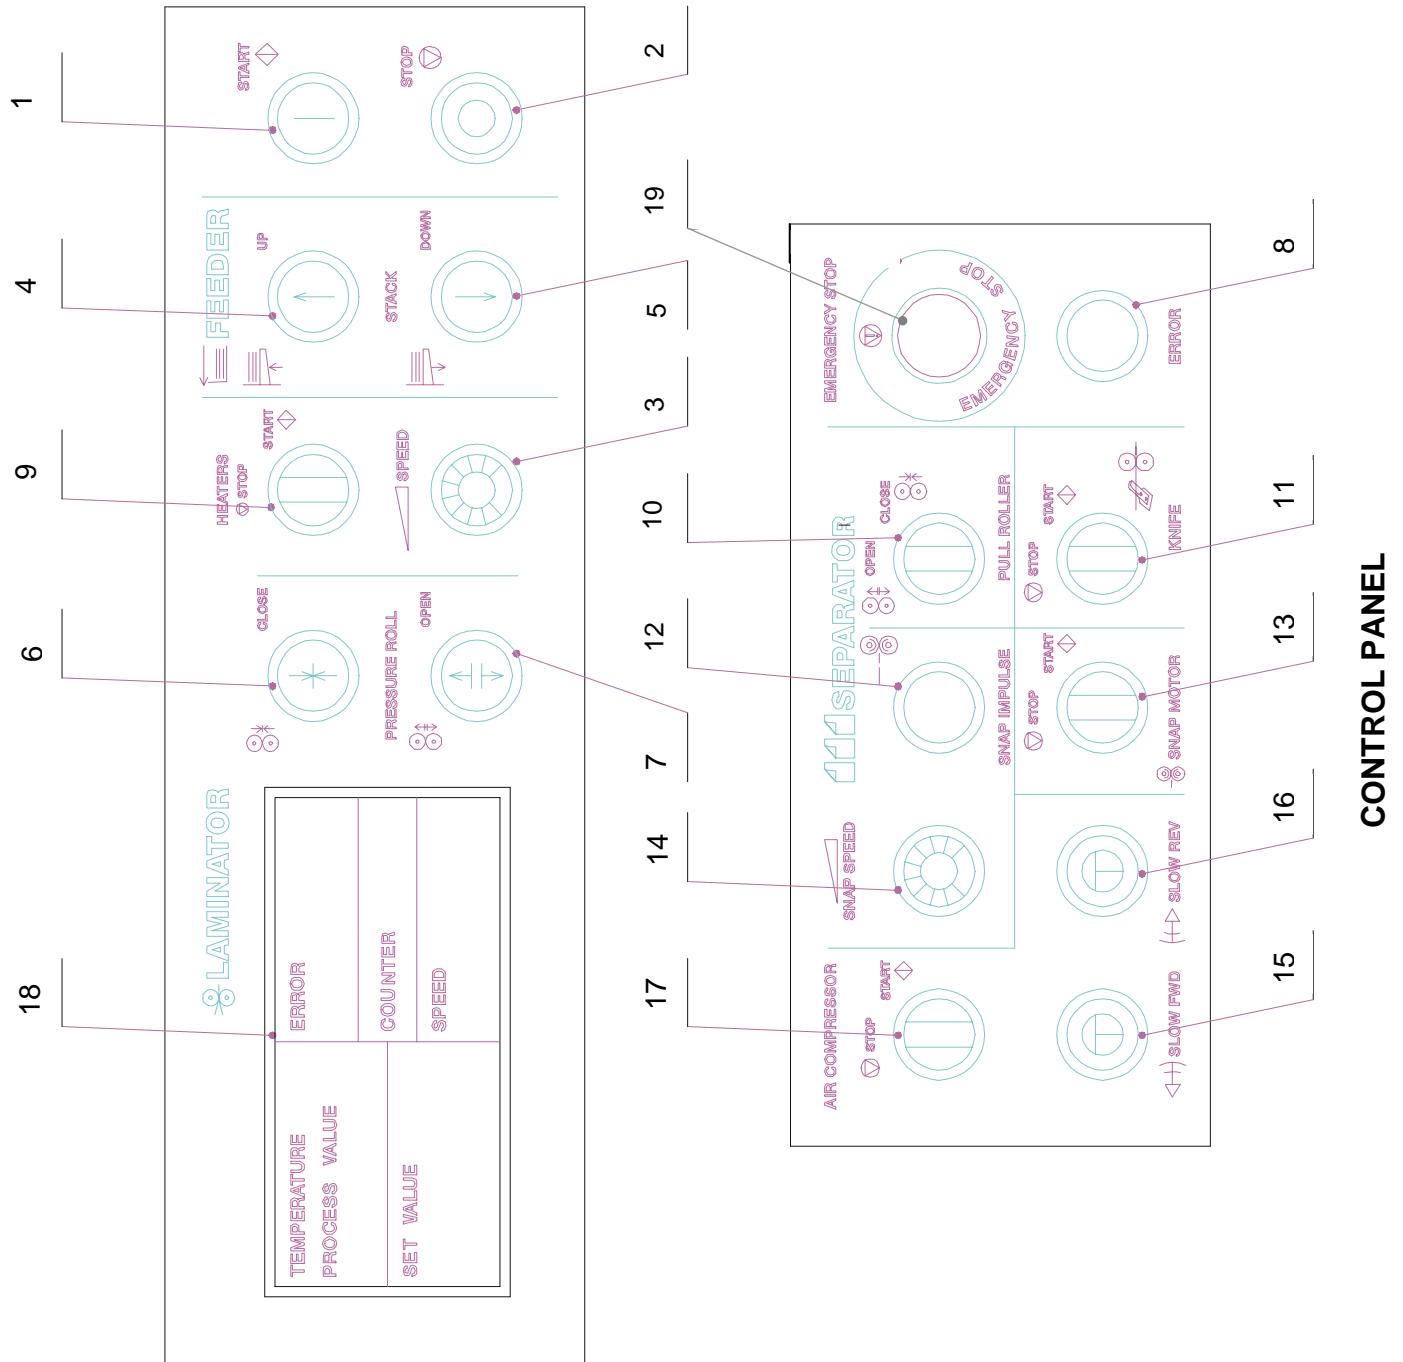 18
6
9
4
1
LAMINATOR
FEEDER
HEATERS
STOP
START
CLOSE
UP
START
TEMPERATURE
PROCESS VALUE
SET VALUE
ERROR
COUNTER
SPEED
PRESSURE ROLL
OPEN
SPEED
STACK
DOWN
STOP
7
3
5
2
17
14
12
10
19
AIR COMPRESSOR
STOP
START
SNAP SPEED
SEPARATOR
OPEN
CLOSE
EMERGENCY STOP
EMERGENCY STOP
SNAP IMPULSE
PULL ROLLER
STOP
START
STOP
START
SLOW FWD
SLOW REV
SNAP MOTOR
KNIFE
ERROR
15
16
13
11
8
CONTROL PANEL